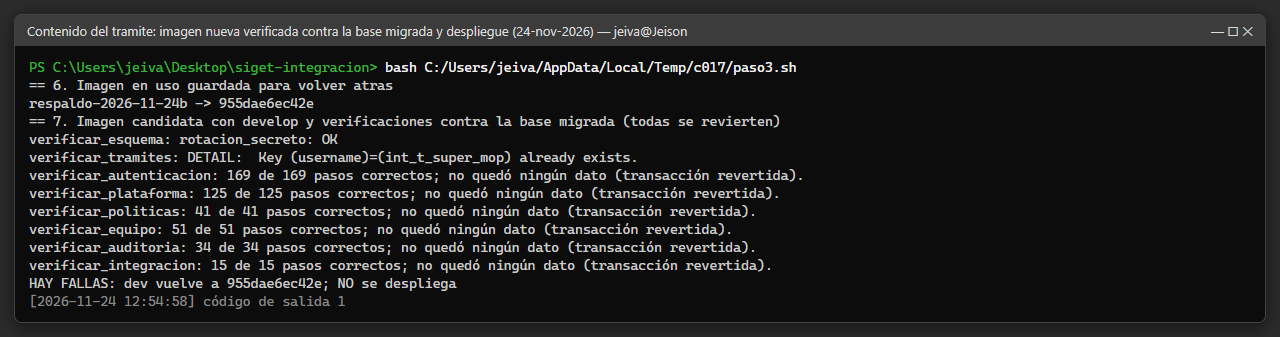 Contenido del tramite: imagen nueva verificada contra la base migrada y despliegue (24-nov-2026) — jeiva@Jeison
PS C:\Users\jeiva\Desktop\siget-integracion> bash C:/Users/jeiva/AppData/Local/Temp/c017/paso3.sh
== 6. Imagen en uso guardada para volver atras
respaldo-2026-11-24b -> 955dae6ec42e
== 7. Imagen candidata con develop y verificaciones contra la base migrada (todas se revierten)
verificar_esquema: rotacion_secreto: OK
verificar_tramites: DETAIL:  Key (username)=(int_t_super_mop) already exists.
verificar_autenticacion: 169 de 169 pasos correctos; no quedó ningún dato (transacción revertida).
verificar_plataforma: 125 de 125 pasos correctos; no quedó ningún dato (transacción revertida).
verificar_politicas: 41 de 41 pasos correctos; no quedó ningún dato (transacción revertida).
verificar_equipo: 51 de 51 pasos correctos; no quedó ningún dato (transacción revertida).
verificar_auditoria: 34 de 34 pasos correctos; no quedó ningún dato (transacción revertida).
verificar_integracion: 15 de 15 pasos correctos; no quedó ningún dato (transacción revertida).
HAY FALLAS: dev vuelve a 955dae6ec42e; NO se despliega
[2026-11-24 12:54:58] código de salida 1